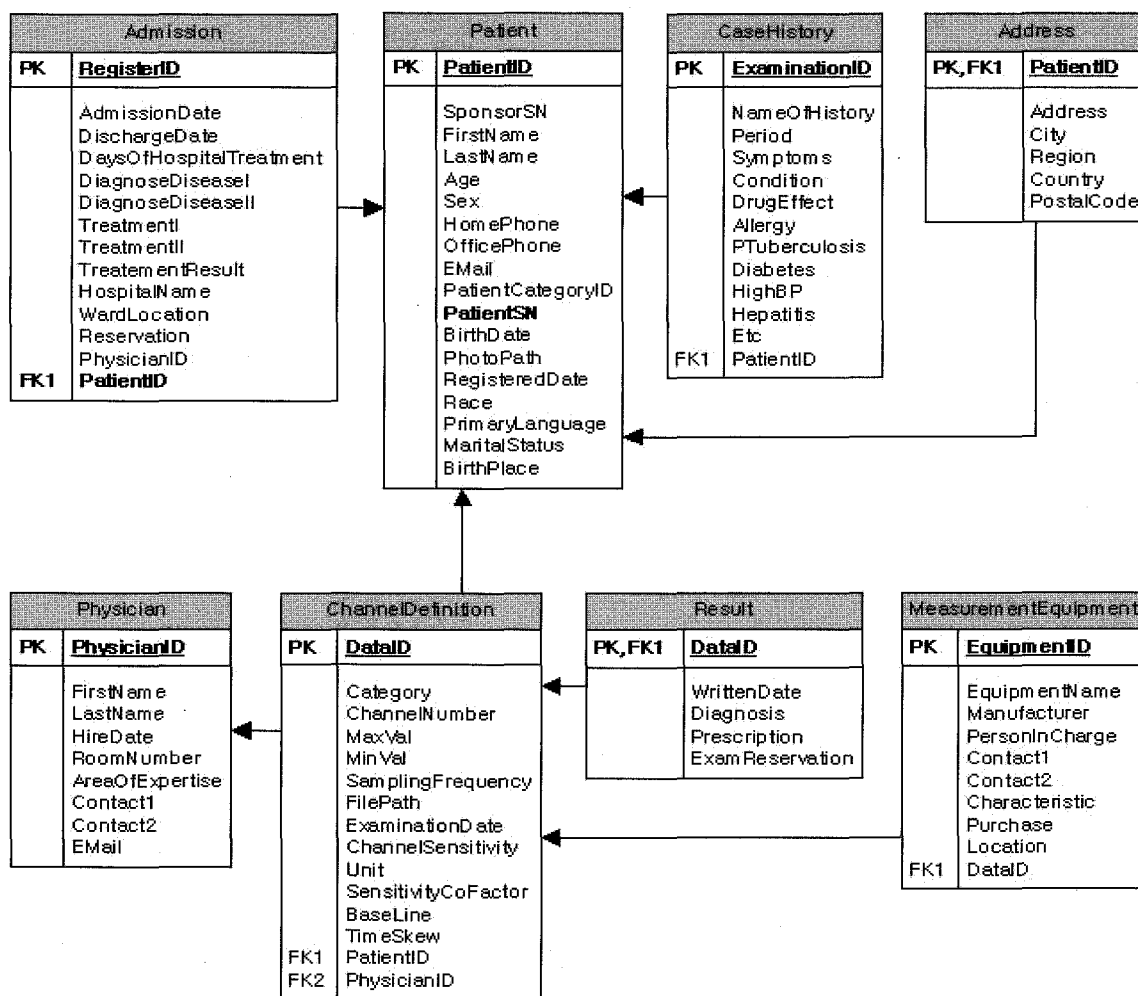 Admission
PK RegisterID
AdmissionDate
DischargeDate
DaysOfHospitalTreatment
DiagnoseDiseaseI
DiagnoseDiseaseII
TreatmentI
TreatmentII
TreatementResult
HospitalName
WardLocation
Reservation
PhysicianID
FK1 PatientID
Patient
PK PatientID
SponsorSN
FirstName
LastName
Age
Sex
HomePhone
OfficePhone
EMail
PatientCategoryID
PatientSN
BirthDate
PhotoPath
RegisteredDate
Race
PrimaryLanguage
MaritalStatus
BirthPlace
CaseHistory
PK ExaminationID
NameOfHistory
Period
Symptoms
Condition
DrugEffect
Allergy
PTuberculosis
Diabetes
HighBP
Hepatitis
Etc
FK1 PatientID
Address
PK,FK1 PatientID
Address
City
Region
Country
PostalCode
Physician
PK PhysicianID
FirstName
LastName
HireDate
RoomNumber
AreaOfExpertise
Contact1
Contact2
EMail
ChannelDefinition
PK DataID
Category
ChannelNumber
MaxVal
MinVal
SamplingFrequency
FilePath
ExaminationDate
ChannelSensitivity
Unit
SensitivityCoFactor
BaseLine
TimeSkew
FK1 PatientID
FK2 PhysicianID
Result
PK,FK1 DataID
WrittenDate
Diagnosis
Prescription
ExamReservation
MeasurementEquipment
PK EquipmentID
EquipmentName
Manufacturer
PersonInCharge
Contact1
Contact2
Characteristic
Purchase
Location
FK1 DataID